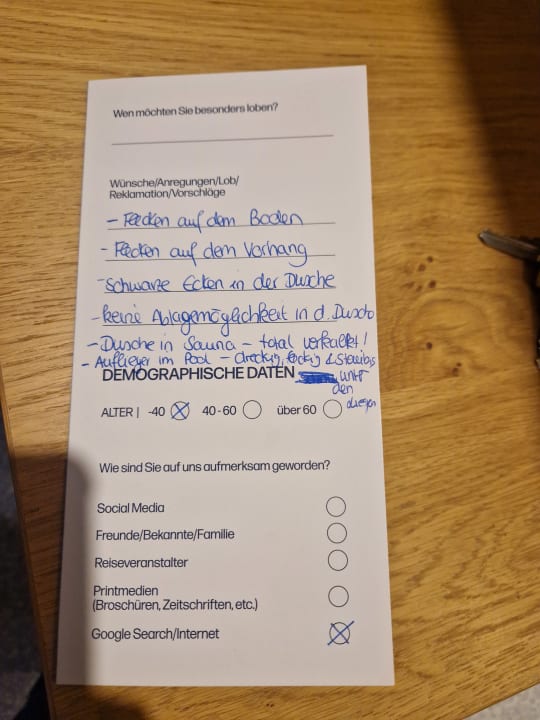 Wen möchten Sie besonders loben?
Wünsche/Anregungen/Lob/
Reklamation/Vorschläge
- Flecken auf dem Boden
- Flecken auf dem Vorhang
- Schwarze Ecken in der Dusche
- keine Ablagemöglichkeit in d. Dusche
- Dusche in Sauna - total verkalkt!
- Auflieger im Pool - dreckig, fleckig & staubig
DEMOGRAPHISCHE DATEN unter
den
Liegen
ALTER | -40 40-60 über 60
Wie sind Sie auf uns aufmerksam geworden?
Social Media
Freunde/Bekannte/Familie
Reiseveranstalter
Printmedien
(Broschüren, Zeitschriften, etc.)
Google Search/Internet